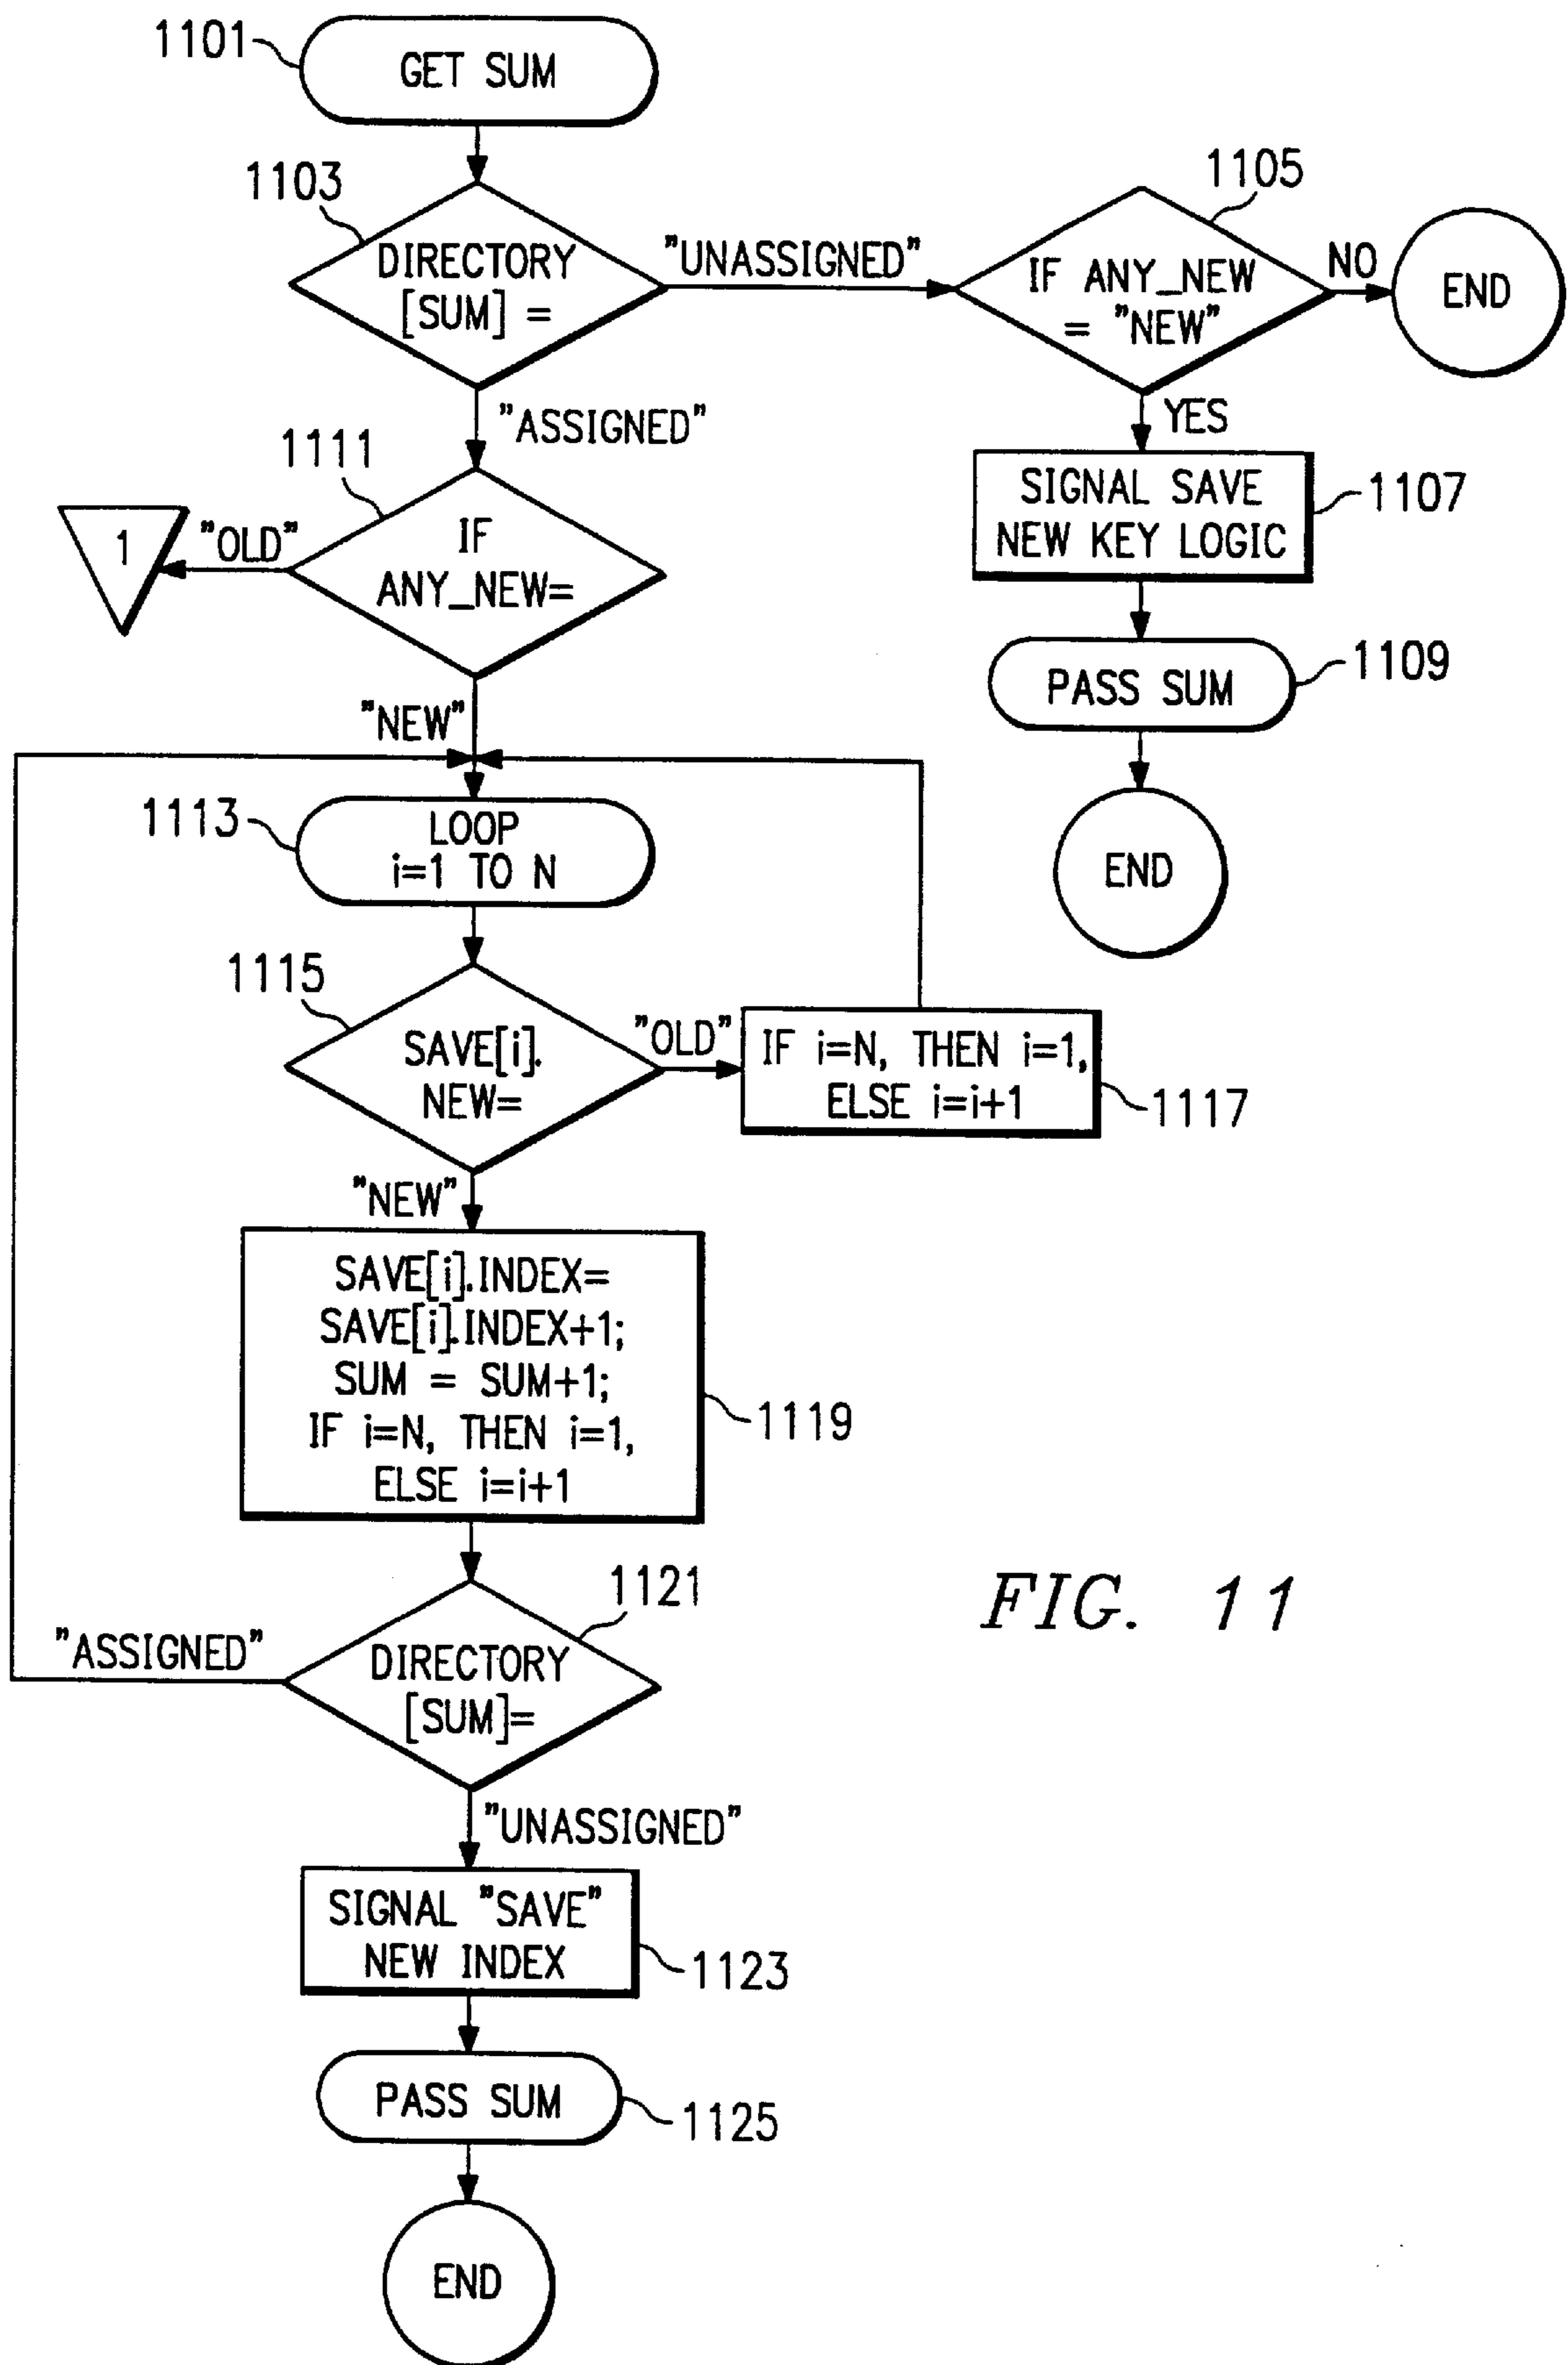 1101
GET SUM
1103
DIRECTORY
[SUM] =
"UNASSIGNED"
1105
IF ANY_NEW
= "NEW"
NO
END
"ASSIGNED"
YES
1111
IF
ANY_NEW=
"OLD"
1
SIGNAL SAVE
NEW KEY LOGIC
1107
PASS SUM
1109
END
"NEW"
1113
LOOP
i=1 TO N
1115
SAVE[i].
NEW=
"OLD"
IF i=N, THEN i=1,
ELSE i=i+1
1117
"NEW"
SAVE[i].INDEX=
SAVE[i].INDEX+1;
SUM = SUM+1;
IF i=N, THEN i=1,
ELSE i=i+1
1119
1121
DIRECTORY
[SUM]=
"ASSIGNED"
FIG. 11
"UNASSIGNED"
SIGNAL "SAVE"
NEW INDEX
1123
PASS SUM
1125
END